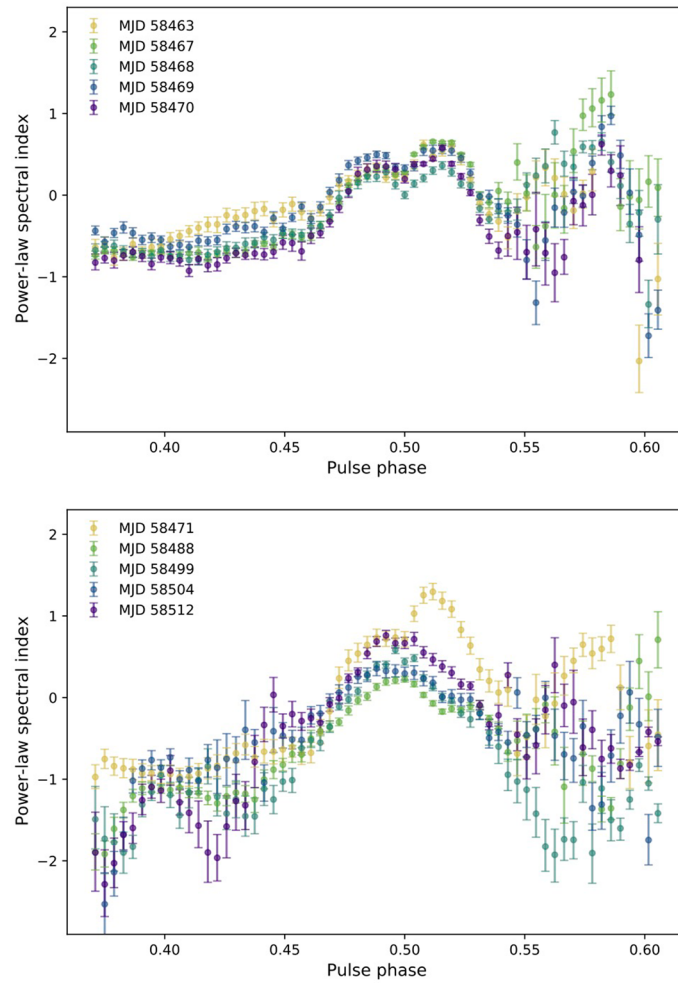 2
1
0
−1
−2
Power-law spectral index
MJD 58463
MJD 58467
MJD 58468
MJD 58469
MJD 58470
0.40 0.45 0.50 0.55 0.60
Pulse phase
2
1
0
−1
−2
Power-law spectral index
MJD 58471
MJD 58488
MJD 58499
MJD 58504
MJD 58512
0.40 0.45 0.50 0.55 0.60
Pulse phase